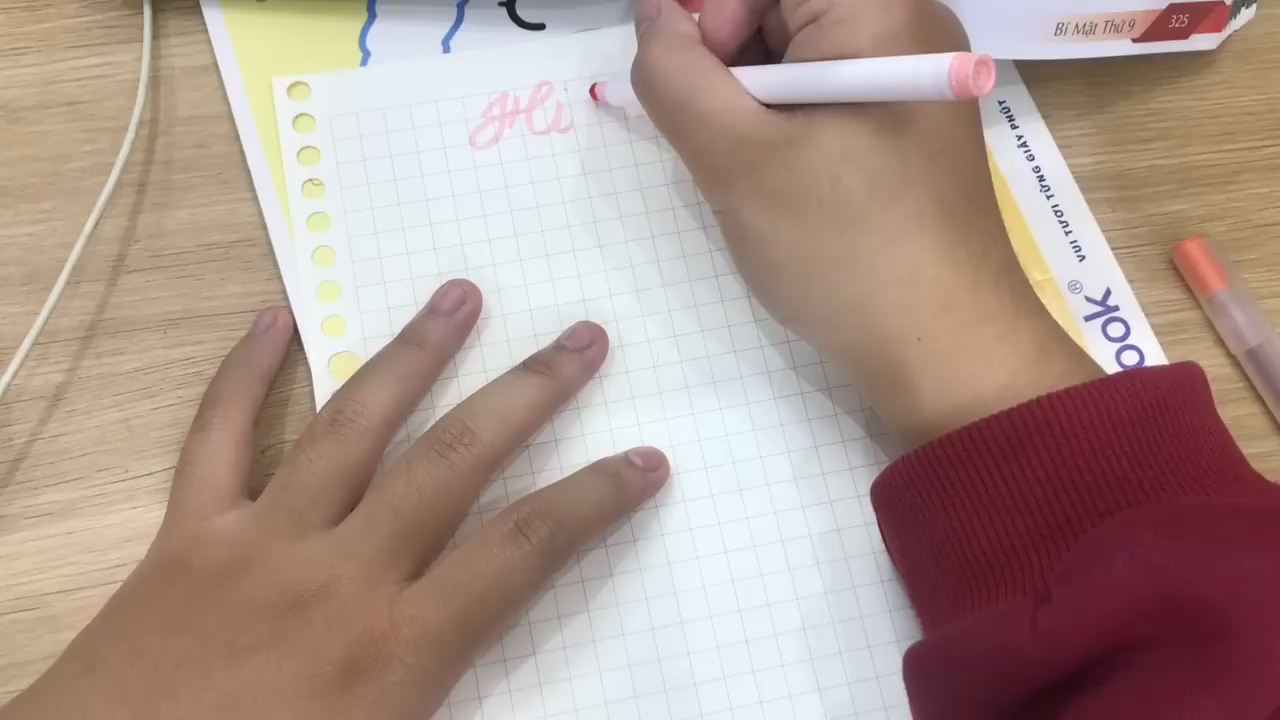 Bí Mật Thứ 9 325
Hi
VUI TƯƠI TỪNG GIÂY PHÚT
ook®